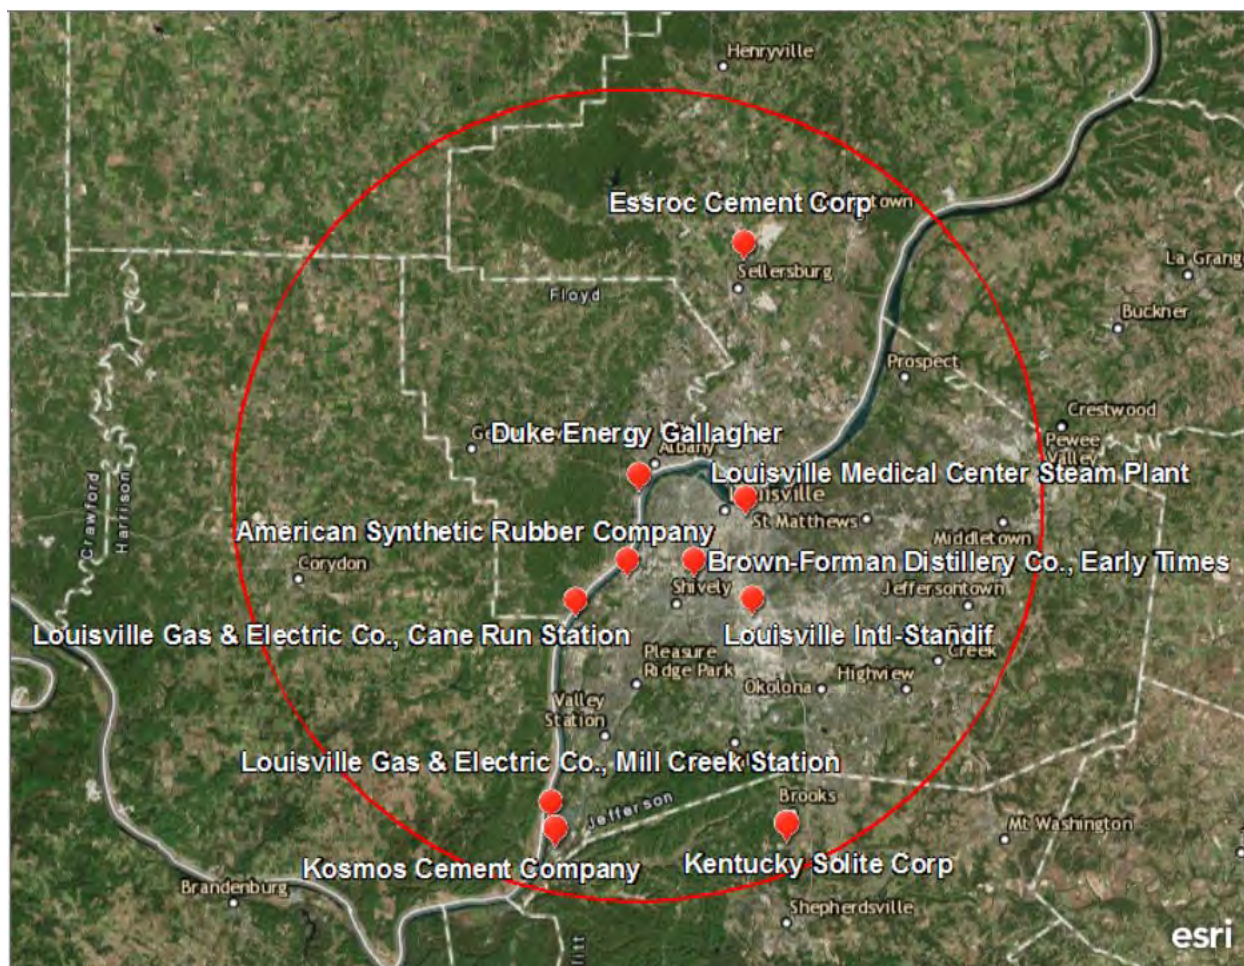 Henryville
Essroc Cement Corp
La Grange
Sellersburg
Floyd
Buckner
Prospect
Crestwood
Duke Energy Gallagher
Pewee
Valley
Albany
Louisville Medical Center Steam Plant
Louisville
St Matthews
American Synthetic Rubber Company
Middletown
Crawford
Harrison
Corydon
Brown-Forman Distillery Co., Early Times
Shively
Jeffersontown
Louisville Gas & Electric Co., Cane Run Station
Louisville Intl-Standif
Creek
Pleasure
Ridge Park
Okolona
Highview
Valley
Station
Louisville Gas & Electric Co., Mill Creek Station
Jefferson
Brooks
Mt Washington
Kosmos Cement Company
Kentucky Solite Corp
Brandenburg
Shepherdsville
esri